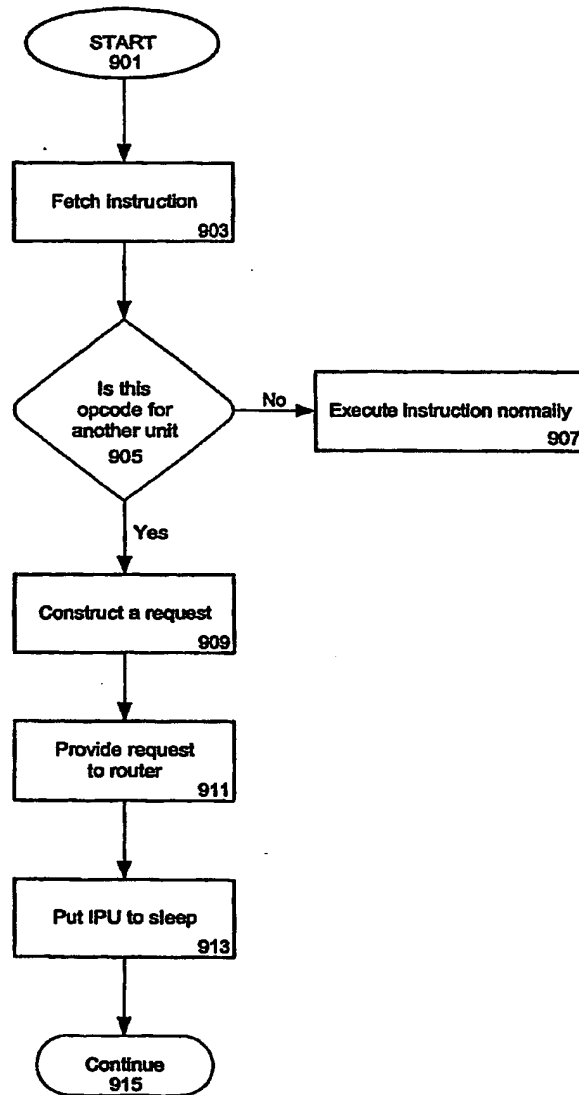 START
901
Fetch instruction
903
Is this
opcode for
another unit
905
No
Execute instruction normally
907
Yes
Construct a request
909
Provide request
to router
911
Put IPU to sleep
913
Continue
915